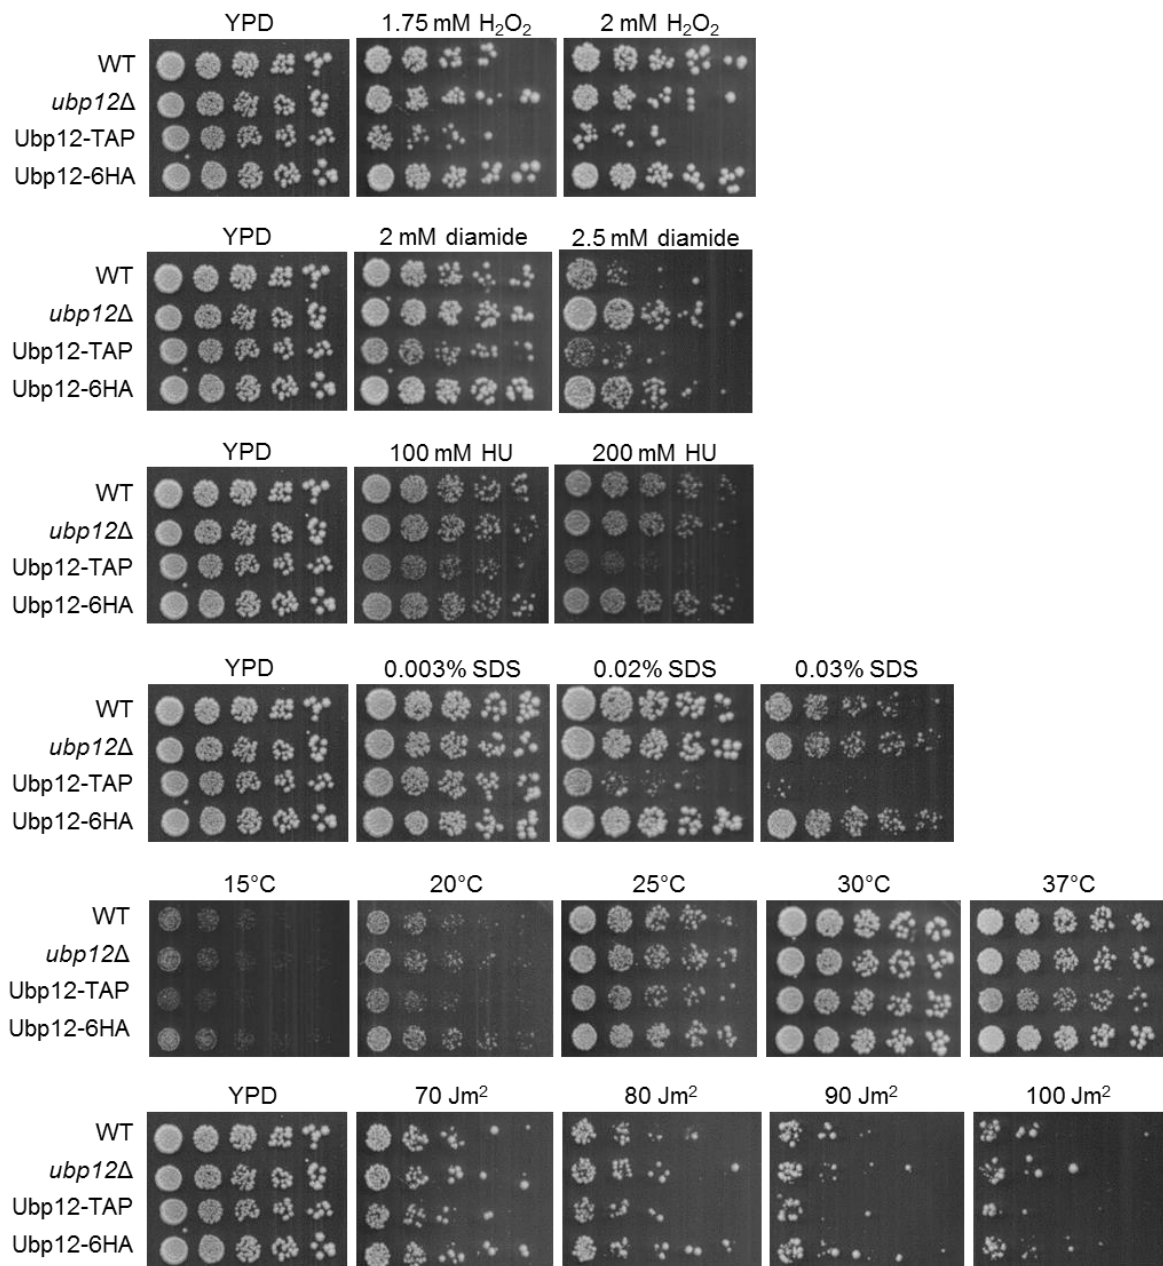 YPD 1.75 mM H₂O₂ 2 mM H₂O₂
WT
ubp12Δ
Ubp12-TAP
Ubp12-6HA
YPD 2 mM diamide 2.5 mM diamide
WT
ubp12Δ
Ubp12-TAP
Ubp12-6HA
YPD 100 mM HU 200 mM HU
WT
ubp12Δ
Ubp12-TAP
Ubp12-6HA
YPD 0.003% SDS 0.02% SDS 0.03% SDS
WT
ubp12Δ
Ubp12-TAP
Ubp12-6HA
15°C 20°C 25°C 30°C 37°C
WT
ubp12Δ
Ubp12-TAP
Ubp12-6HA
YPD 70 Jm² 80 Jm² 90 Jm² 100 Jm²
WT
ubp12Δ
Ubp12-TAP
Ubp12-6HA